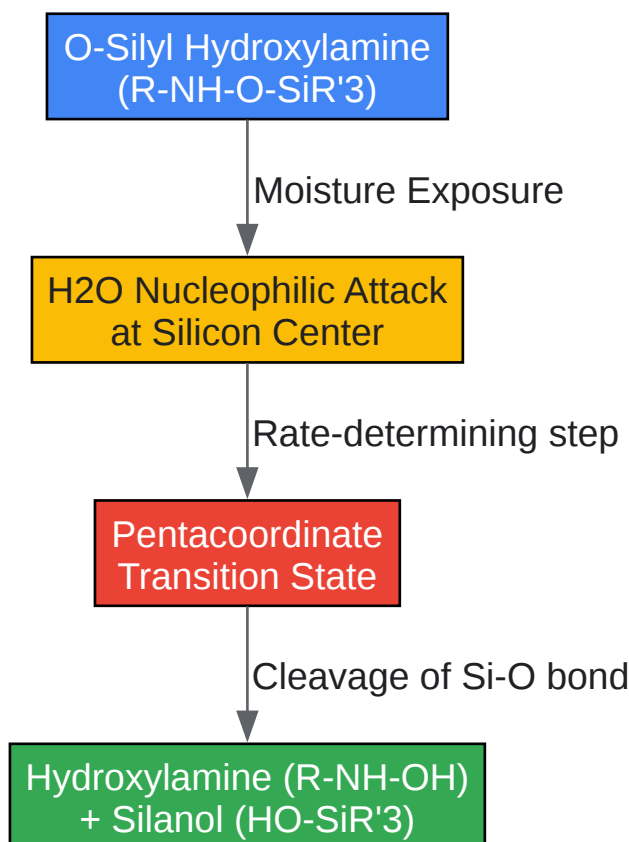 O-Silyl Hydroxylamine
(R-NH-O-SiR'3)
Moisture Exposure
H2O Nucleophilic Attack
at Silicon Center
Rate-determining step
Pentacoordinate
Transition State
Cleavage of Si-O bond
Hydroxylamine (R-NH-OH)
+ Silanol (HO-SiR'3)